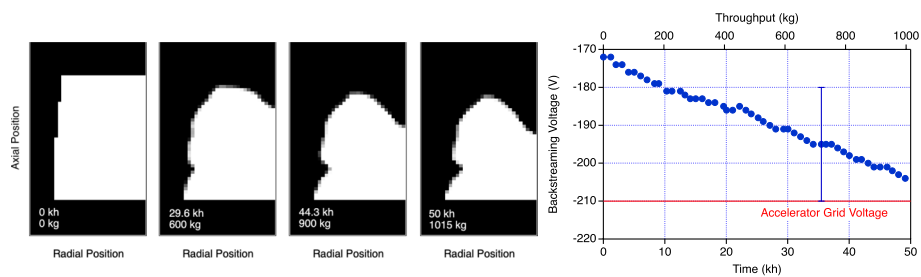 Axial Position
0 kh
0 kg
Radial Position
29.6 kh
600 kg
Radial Position
44.3 kh
900 kg
Radial Position
50 kh
1015 kg
Radial Position
Throughput (kg)
0 200 400 600 800 1000
Backstreaming Voltage (V)
-170
-180
-190
-200
-210
-220
Accelerator Grid Voltage
0 10 20 30 40 50
Time (kh)